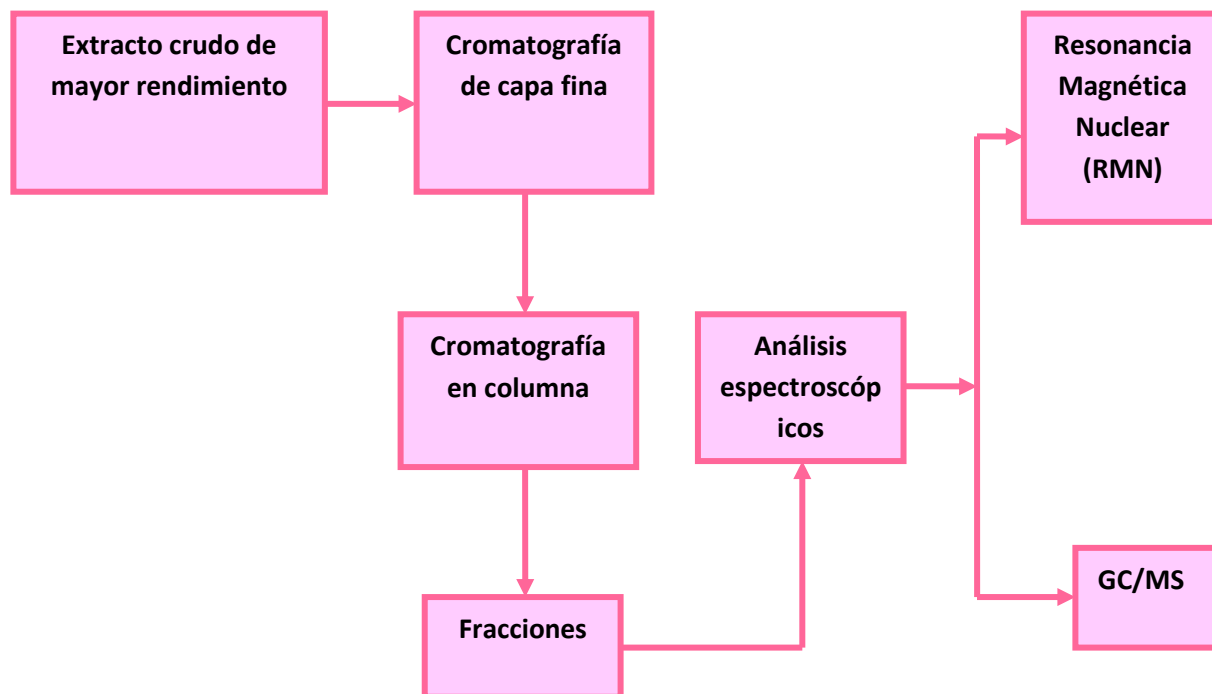 Extracto crudo de
mayor rendimiento
Cromatografía
de capa fina
Cromatografía
en columna
Fracciones
Análisis
espectroscóp
icos
Resonancia
Magnética
Nuclear
(RMN)
GC/MS